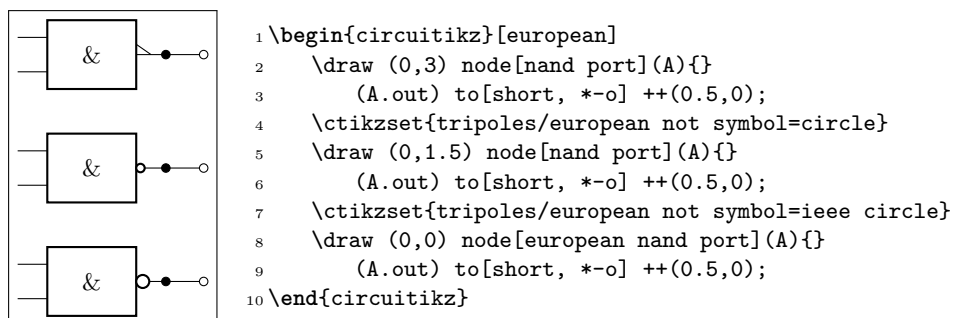 &
&
&
1 \begin{circuitikz}[european]
2     \draw (0,3) node[nand port](A){}
3         (A.out) to[short, *-o] ++(0.5,0);
4     \ctikzset{tripoles/european not symbol=circle}
5     \draw (0,1.5) node[nand port](A){}
6         (A.out) to[short, *-o] ++(0.5,0);
7     \ctikzset{tripoles/european not symbol=ieee circle}
8     \draw (0,0) node[european nand port](A){}
9         (A.out) to[short, *-o] ++(0.5,0);
10 \end{circuitikz}